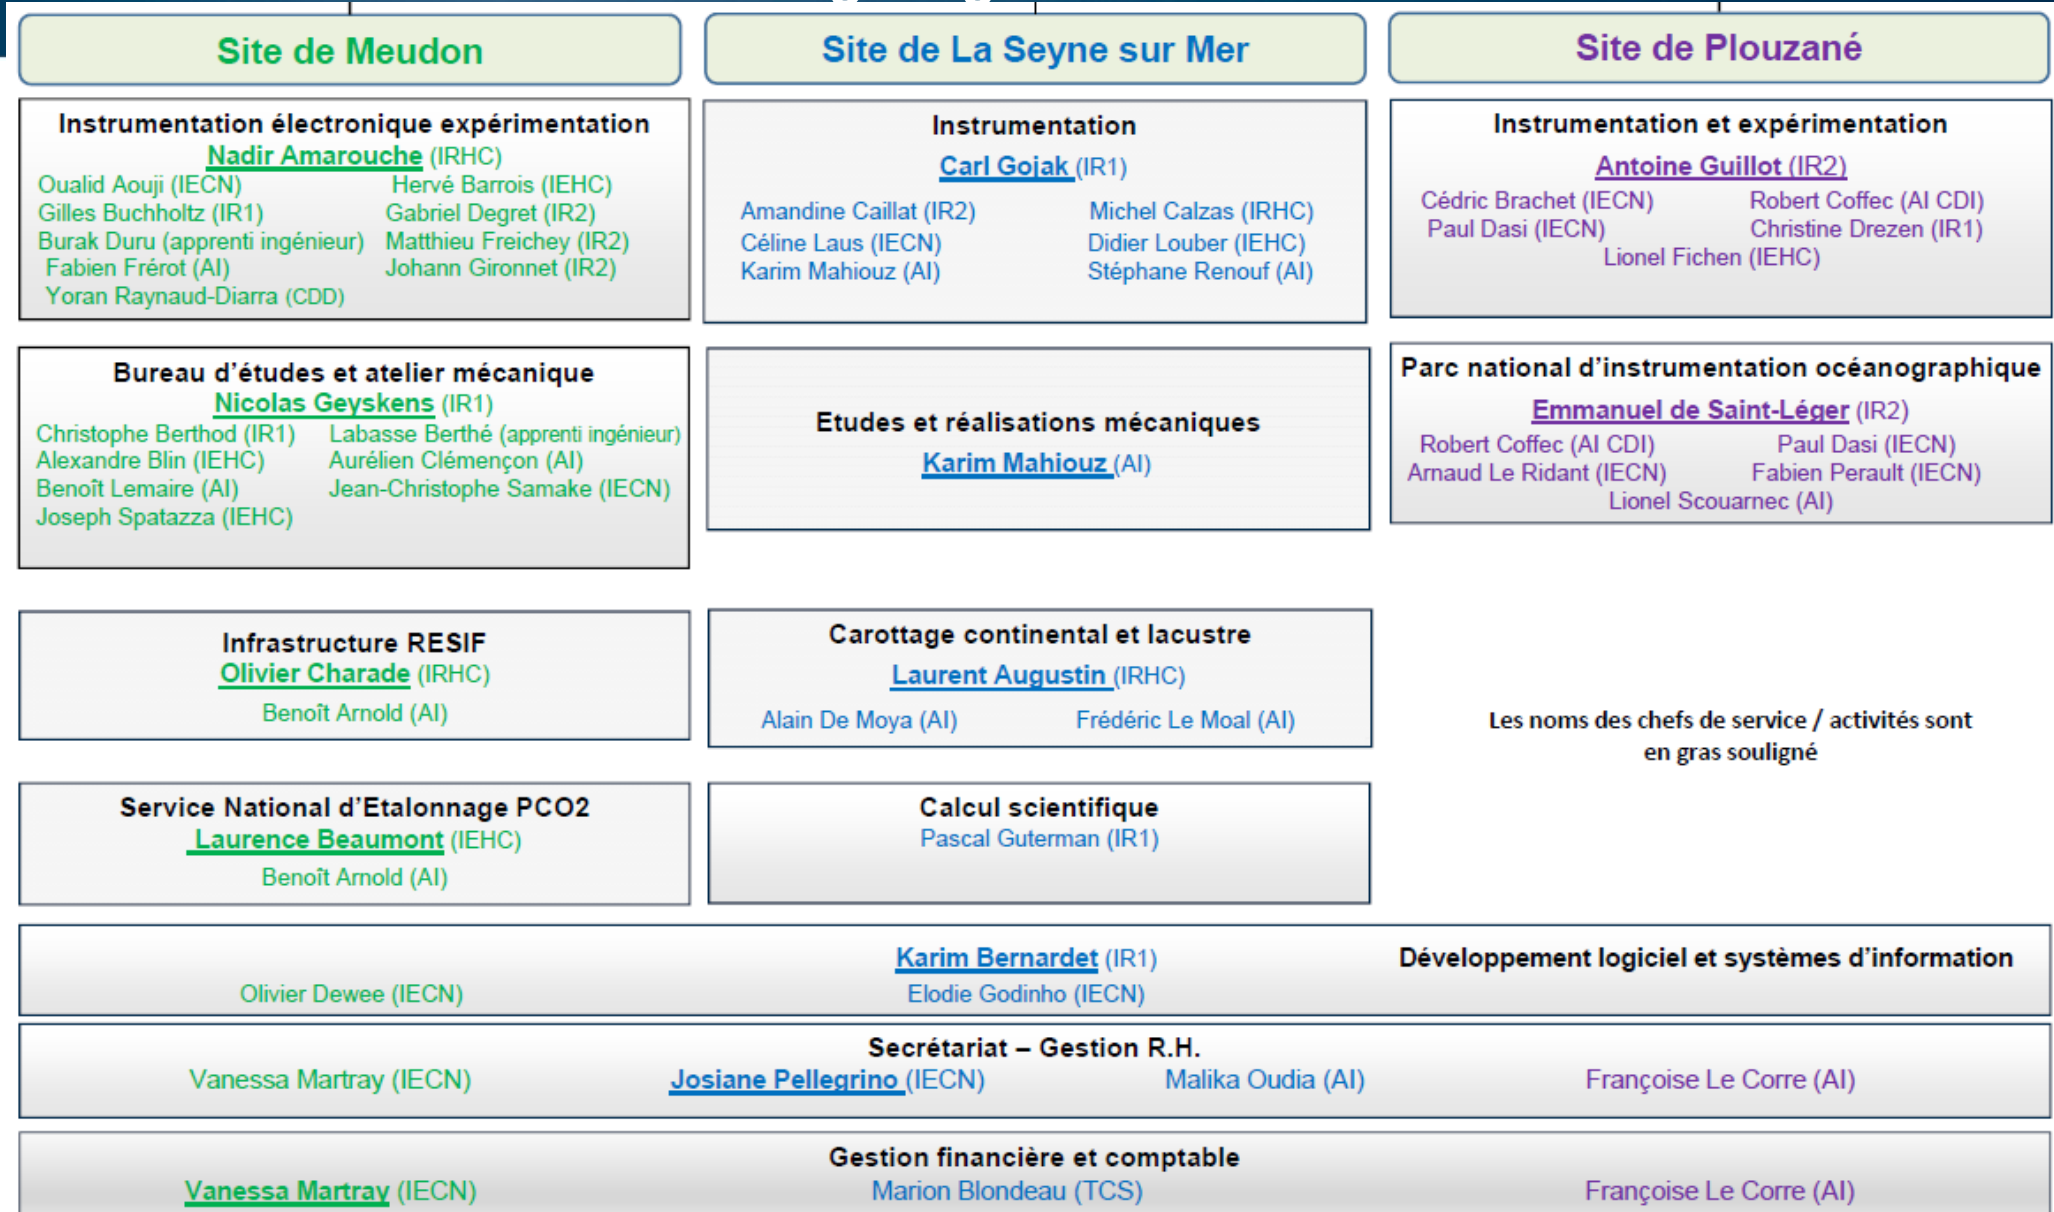 Site de Meudon
Instrumentation électronique expérimentation
Nadir Amarouche (IRHC)
Oualid Aouji (IECN) Hervé Barrois (IEHC)
Gilles Buchholtz (IR1) Gabriel Degret (IR2)
Burak Duru (apprenti ingénieur) Matthieu Freichey (IR2)
Fabien Frérot (AI) Johann Gironnet (IR2)
Yoran Raynaud-Diarra (CDD)
Bureau d'études et atelier mécanique
Nicolas Geyskens (IR1)
Christophe Berthod (IR1) Labasse Berthé (apprenti ingénieur)
Alexandre Blin (IEHC) Aurélien Clémençon (AI)
Benoît Lemaire (AI) Jean-Christophe Samake (IECN)
Joseph Spatazza (IEHC)
Infrastructure RESIF
Olivier Charade (IRHC)
Benoît Arnold (AI)
Service National d'Etalonnage PCO2
Laurence Beaumont (IEHC)
Benoît Arnold (AI)
Site de La Seyne sur Mer
Instrumentation
Carl Gojak (IR1)
Amandine Caillat (IR2) Michel Calzas (IRHC)
Céline Laus (IECN) Didier Louber (IEHC)
Karim Mahiouz (AI) Stéphane Renouf (AI)
Etudes et réalisations mécaniques
Karim Mahiouz (AI)
Carottage continental et lacustre
Laurent Augustin (IRHC)
Alain De Moya (AI) Frédéric Le Moal (AI)
Calcul scientifique
Pascal Guterman (IR1)
Site de Plouzané
Instrumentation et expérimentation
Antoine Guillot (IR2)
Cédric Brachet (IECN) Robert Coffec (AI CDI)
Paul Dasi (IECN) Christine Drezen (IR1)
Lionel Fichen (IEHC)
Parc national d'instrumentation océanographique
Emmanuel de Saint-Léger (IR2)
Robert Coffec (AI CDI) Paul Dasi (IECN)
Arnaud Le Ridant (IECN) Fabien Perault (IECN)
Lionel Scouarnec (AI)
Les noms des chefs de service / activités sont
en gras souligné
Karim Bernardet (IR1) Développement logiciel et systèmes d'information
Olivier Dewee (IECN) Elodie Godinho (IECN)
Secrétariat – Gestion R.H.
Vanessa Martray (IECN) Josiane Pellegrino (IECN) Malika Oudia (AI) Françoise Le Corre (AI)
Gestion financière et comptable
Vanessa Martray (IECN) Marion Blondeau (TCS) Françoise Le Corre (AI)